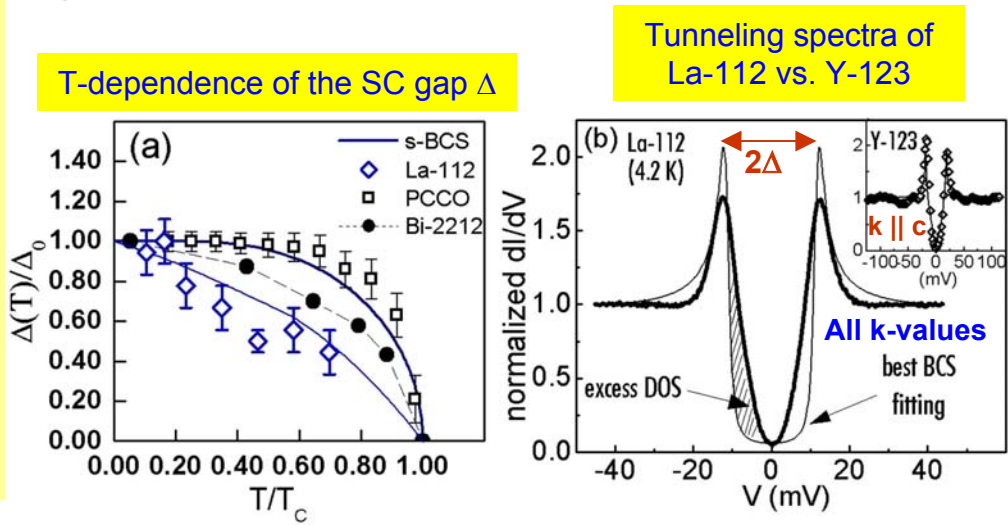 T-dependence of the SC gap Δ
Tunneling spectra of
La-112 vs. Y-123
(a)
s-BCS
La-112
PCCO
Bi-2212
1.40
1.20
1.00
0.80
0.60
0.40
0.20
0.00
Δ(T)/Δ₀
0.00 0.20 0.40 0.60 0.80 1.00
T/T_C
(b) La-112
(4.2 K)
2Δ
Y-123
2
1
0
k || c
-100 -50 0 50 100
(mV)
All k-values
best BCS
fitting
excess DOS
2.0
1.5
1.0
0.5
0.0
normalized dI/dV
-40 -20 0 20 40
V (mV)